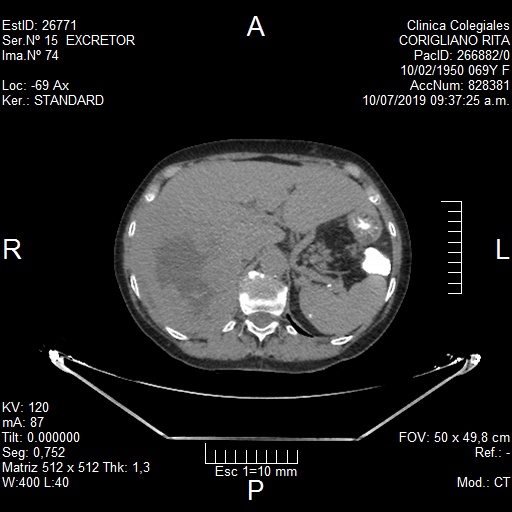 EstID: 26771
Ser.Nº 15 EXCRETOR
Ima.Nº 74
Loc: -69 Ax
Ker.: STANDARD
A
Clinica Colegiales
CORIGLIANO RITA
PacID: 266882/0
10/02/1950 069Y F
AccNum: 828381
10/07/2019 09:37:25 a.m.
R
L
KV: 120
mA: 87
Tilt: 0.000000
Seg: 0,752
Matriz 512 x 512 Thk: 1,3
W:400 L:40
Esc 1=10 mm
P
FOV: 50 x 49,8 cm
Ref.: -
Mod.: CT